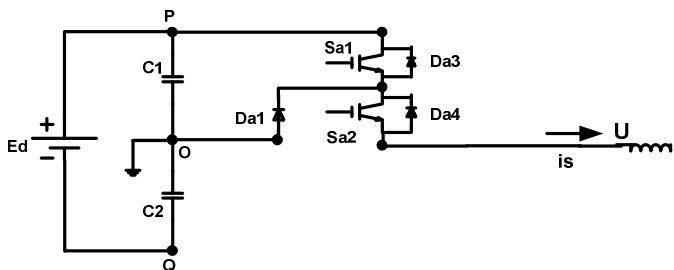 P
Sa1
C1
Da3
Da1
Da4
+
Ed
-
O
Sa2
U
is
C2
Q